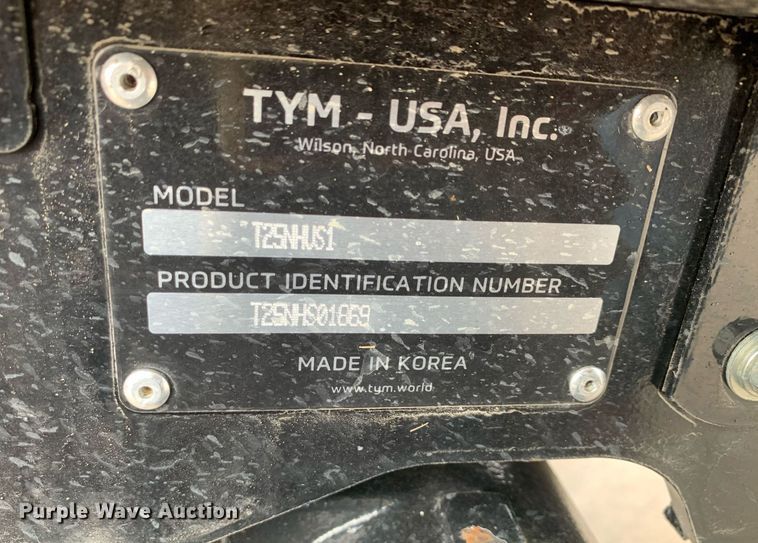 TYM - USA, Inc.
Wilson, North Carolina, USA
MODEL
T25NHVS1
PRODUCT IDENTIFICATION NUMBER
T25NHS01869
MADE IN KOREA
www.tym.world
Purple Wave Auction